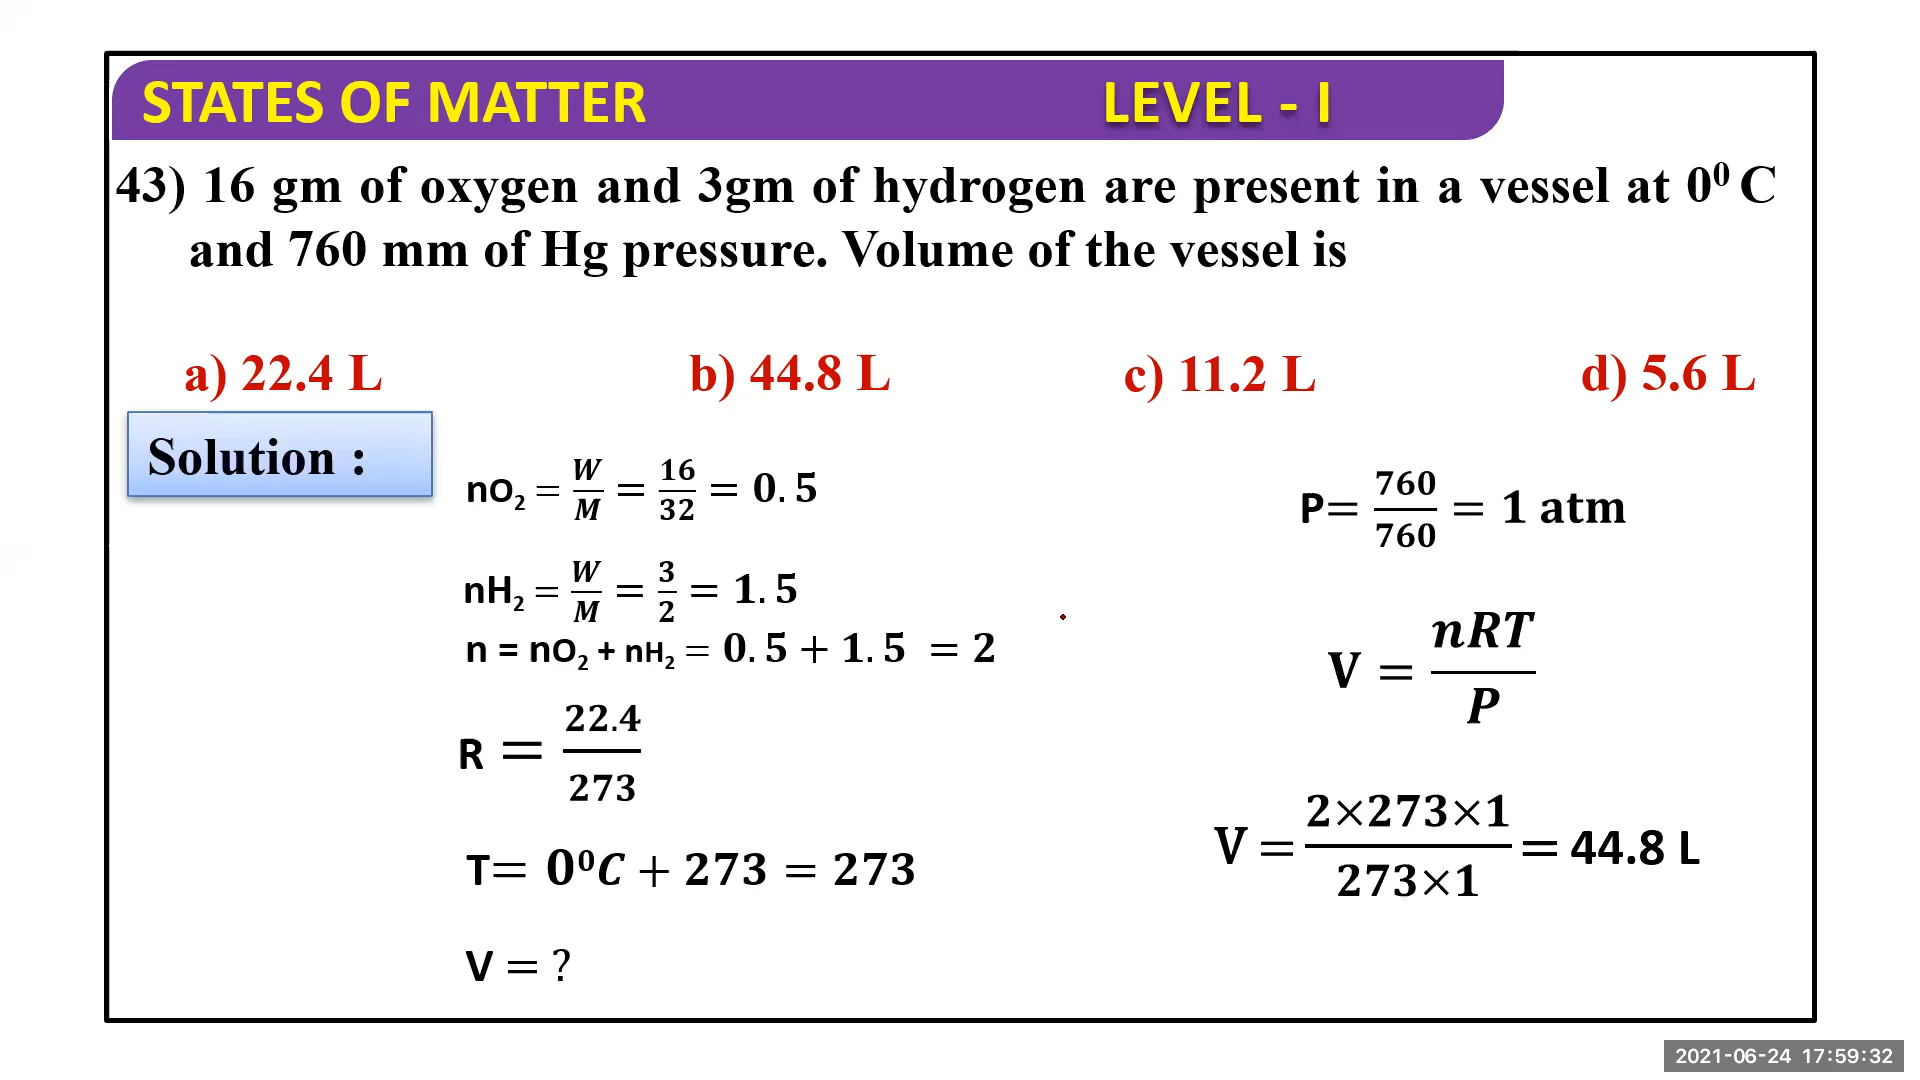 STATES OF MATTER LEVEL - I
43) 16 gm of oxygen and 3gm of hydrogen are present in a vessel at 0⁰ C
and 760 mm of Hg pressure. Volume of the vessel is
a) 22.4 L b) 44.8 L c) 11.2 L d) 5.6 L
Solution :
nO₂ = W/M = 16/32 = 0.5
nH₂ = W/M = 3/2 = 1.5
n = nO₂ + nH₂ = 0.5 + 1.5 = 2
R = 22.4/273
T= 0⁰C + 273 = 273
V = ?
P= 760/760 = 1 atm
V = nRT/P
V = 2×273×1/273×1 = 44.8 L
2021-06-24 17:59:32